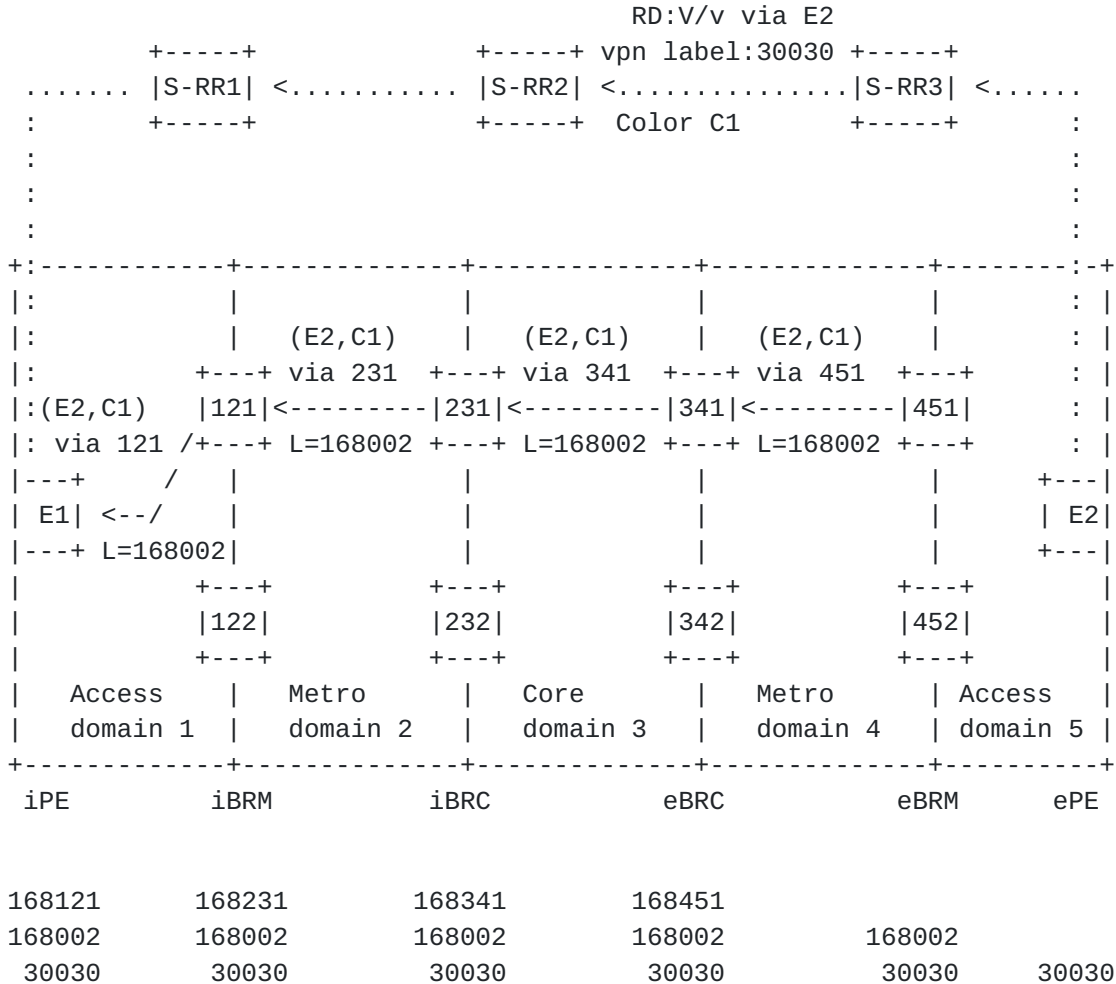 RD:V/v via E2
          +-----+                +-----+ vpn label:30030 +-----+
 ....... |S-RR1| <........... |S-RR2| <...............|S-RR3| <......
 :        +-----+                +-----+  Color C1       +-----+       :
 :                                                                     :
 :                                                                     :
 :                                                                     :
+:------------+--------------+--------------+--------------+--------:-+
|:            |              |              |              |        : |
|:            |   (E2,C1)    |   (E2,C1)    |   (E2,C1)    |        : |
|:          +---+ via 231  +---+ via 341  +---+ via 451  +---+      : |
|:(E2,C1)   |121|<---------|231|<---------|341|<---------|451|      : |
|: via 121 /+---+ L=168002 +---+ L=168002 +---+ L=168002 +---+      : |
|---+     /   |              |              |              |      +---|
| E1| <--/    |              |              |              |      | E2|
|---+ L=168002|              |              |              |      +---|
|           +---+          +---+          +---+          +---+        |
|           |122|          |232|          |342|          |452|        |
|           +---+          +---+          +---+          +---+        |
|   Access    |   Metro      |   Core       |   Metro      | Access   |
|   domain 1  |   domain 2   |   domain 3   |   domain 4   | domain 5 |
+-------------+--------------+--------------+--------------+----------+
 iPE         iBRM          iBRC           eBRC           eBRM     ePE
168121      168231        168341        168451
168002      168002        168002        168002         168002
 30030       30030         30030         30030          30030    30030